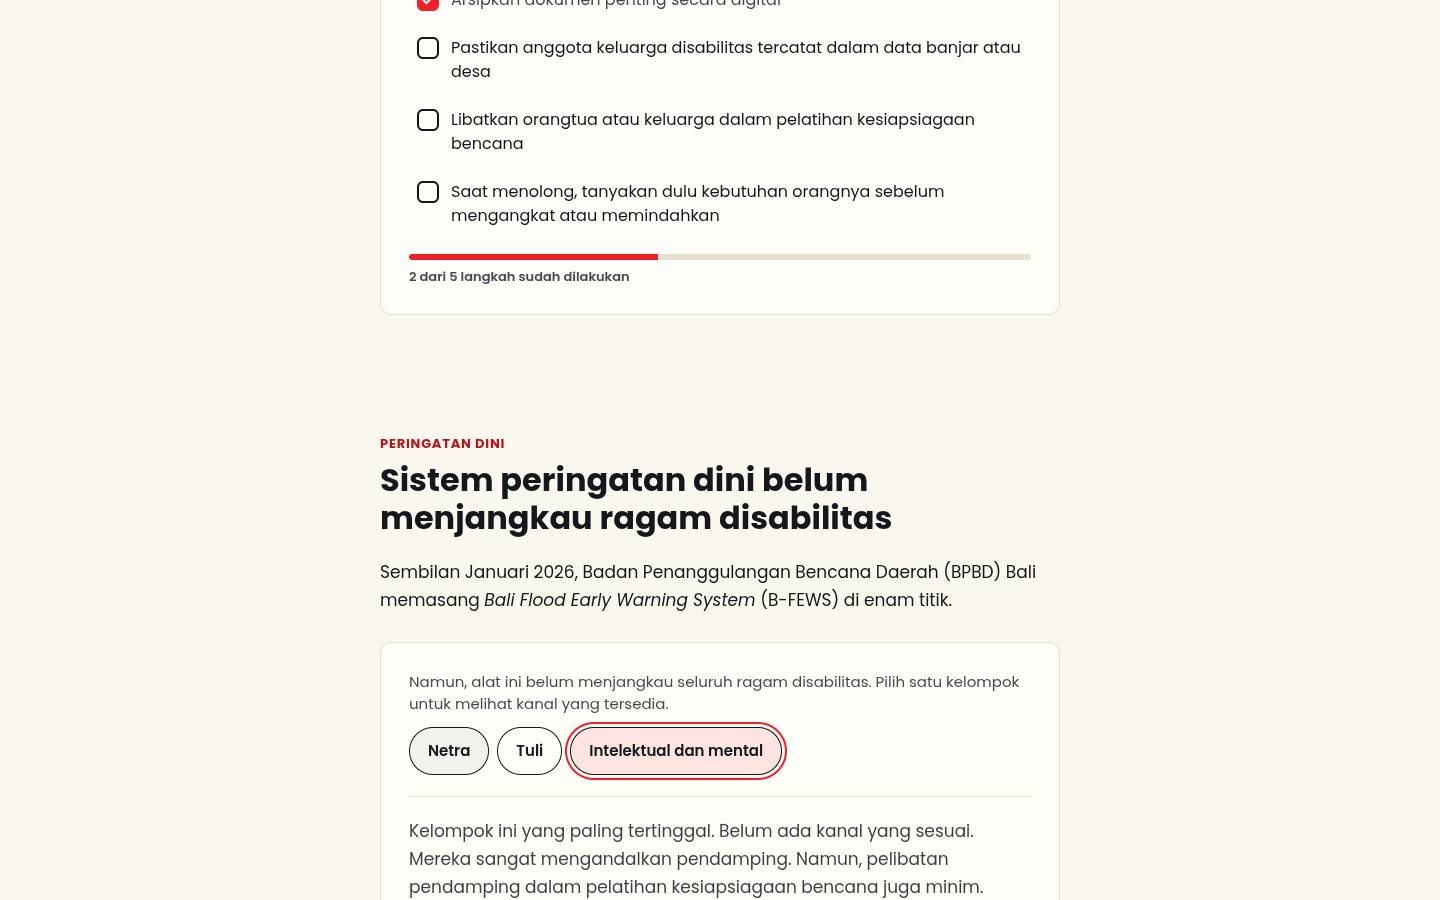 Arsipkan dokumen penting secara digital
Pastikan anggota keluarga disabilitas tercatat dalam data banjar atau
desa
Libatkan orangtua atau keluarga dalam pelatihan kesiapsiagaan
bencana
Saat menolong, tanyakan dulu kebutuhan orangnya sebelum
mengangkat atau memindahkan
2 dari 5 langkah sudah dilakukan
PERINGATAN DINI
Sistem peringatan dini belum
menjangkau ragam disabilitas
Sembilan Januari 2026, Badan Penanggulangan Bencana Daerah (BPBD) Bali
memasang Bali Flood Early Warning System (B-FEWS) di enam titik.
Namun, alat ini belum menjangkau seluruh ragam disabilitas. Pilih satu kelompok
untuk melihat kanal yang tersedia.
Netra
Tuli
Intelektual dan mental
Kelompok ini yang paling tertinggal. Belum ada kanal yang sesuai.
Mereka sangat mengandalkan pendamping. Namun, pelibatan
pendamping dalam pelatihan kesiapsiagaan bencana juga minim.